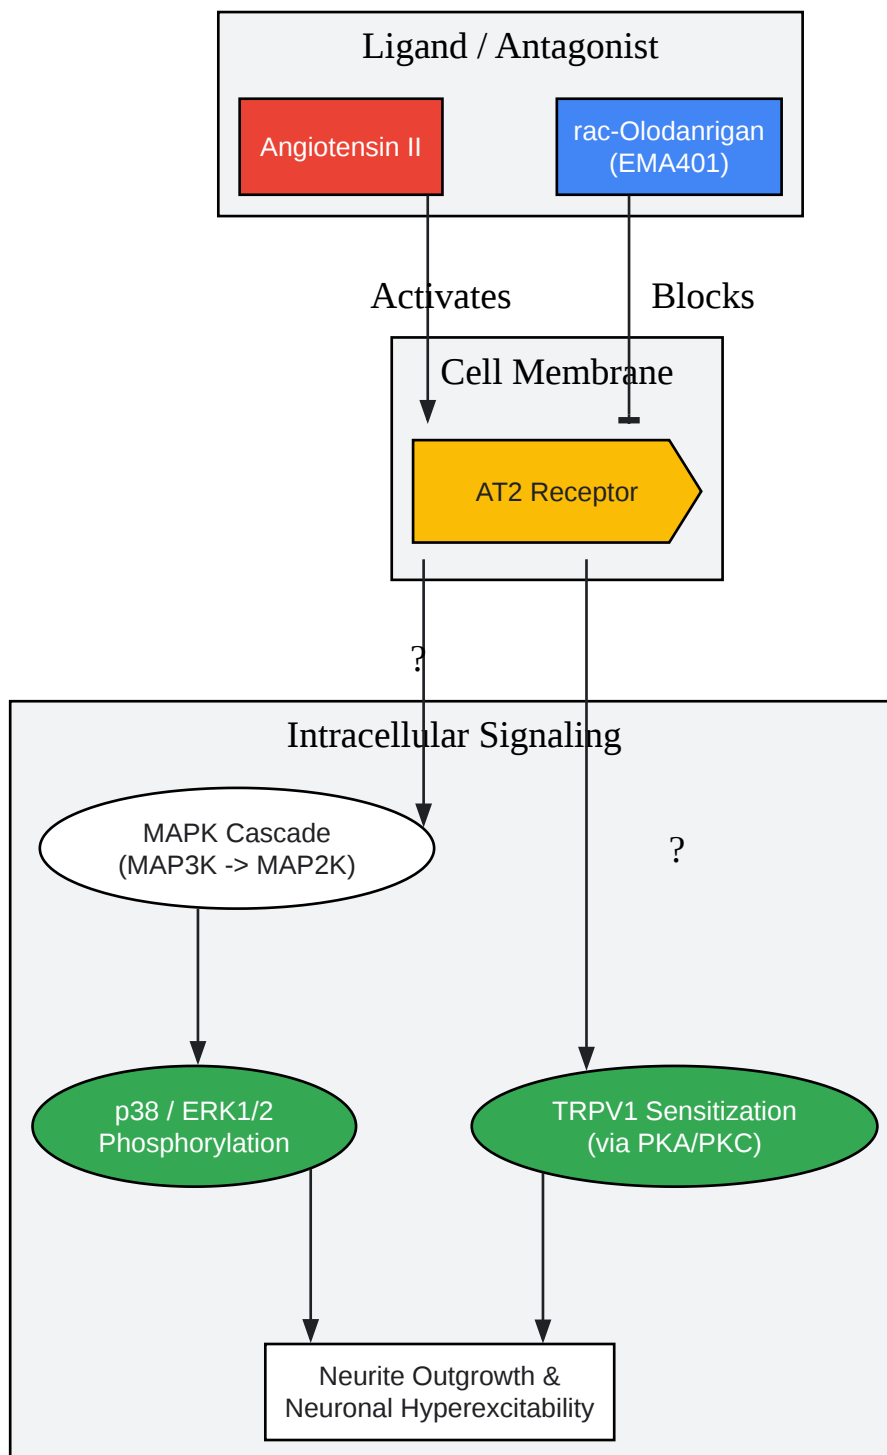 Ligand / Antagonist
Angiotensin II
rac-Olodanrigan
(EMA401)
Activates
Blocks
Cell Membrane
AT2 Receptor
?
Intracellular Signaling
MAPK Cascade
(MAP3K -> MAP2K)
?
p38 / ERK1/2
Phosphorylation
TRPV1 Sensitization
(via PKA/PKC)
Neurite Outgrowth &
Neuronal Hyperexcitability